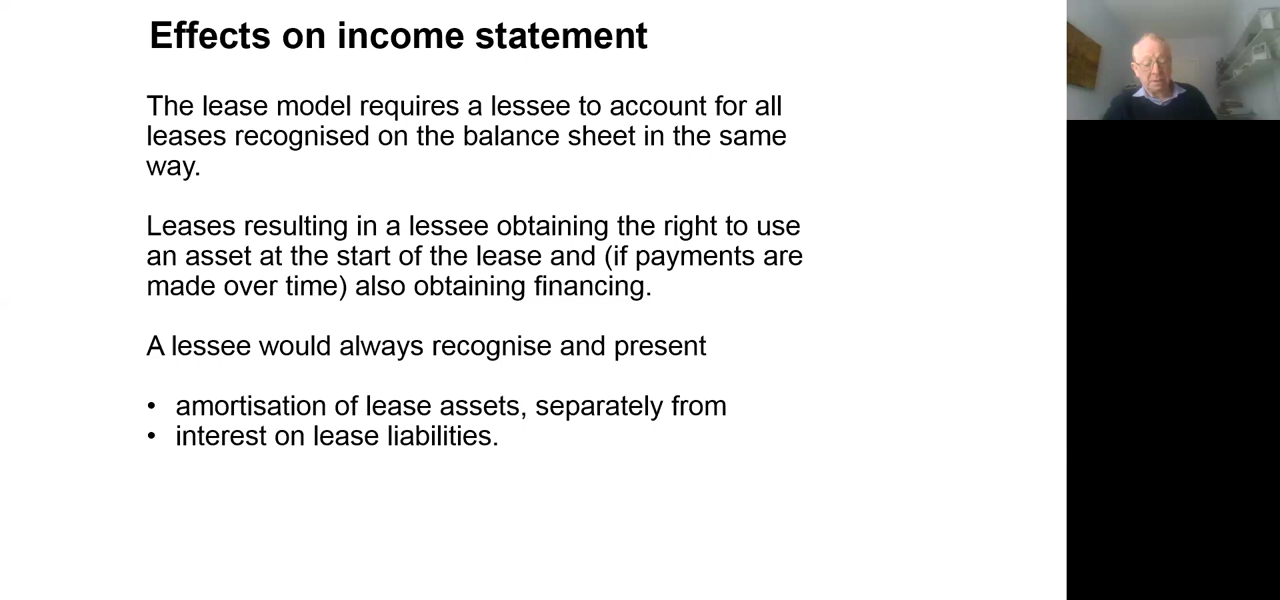 Effects on income statement
The lease model requires a lessee to account for all
leases recognised on the balance sheet in the same
way.
Leases resulting in a lessee obtaining the right to use
an asset at the start of the lease and (if payments are
made over time) also obtaining financing.
A lessee would always recognise and present
• amortisation of lease assets, separately from
• interest on lease liabilities.